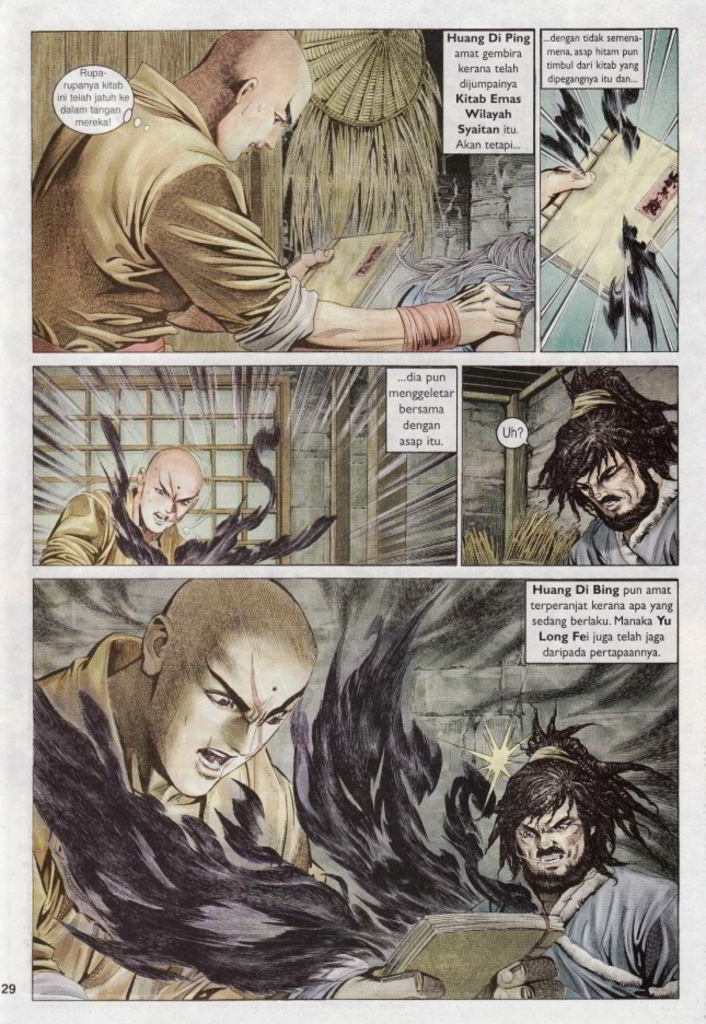 Rupa-
rupanya kitab
ini telah jatuh ke
dalam tangan
mereka!
Huang Di Ping
amat gembira
kerana telah
dijumpainya
Kitab Emas
Wilayah
Syaitan itu.
Akan tetapi...
...dengan tidak semena-
mena, asap hitam pun
timbul dari kitab yang
dipegangnya itu dan...
...dia pun
menggeletar
bersama
dengan
asap itu.
Uh?
Huang Di Bing pun amat
terperanjat kerana apa yang
sedang berlaku. Manaka Yu
Long Fei juga telah jaga
daripada pertapaannya.
29